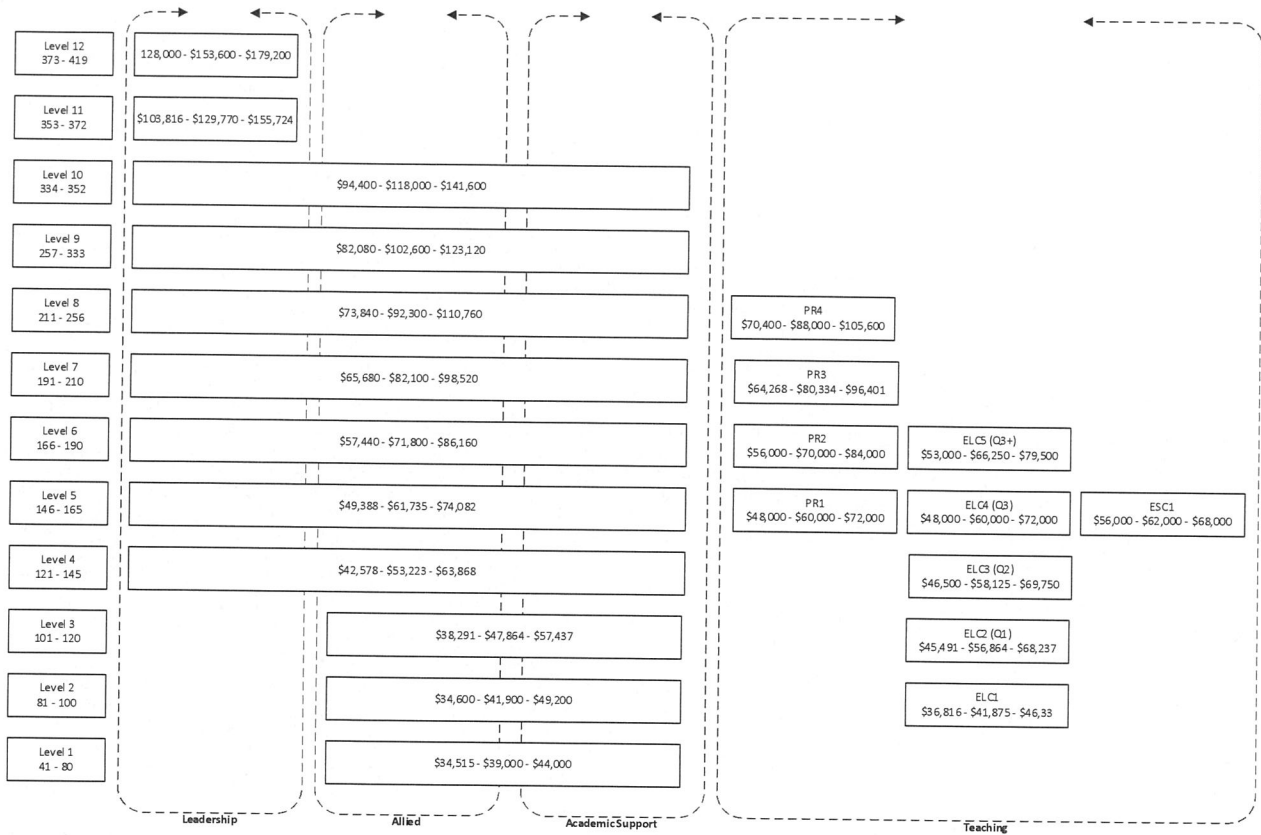 Level 12
373 - 419
128,000 - $153,600 - $179,200
Level 11
353 - 372
$103,816 - $129,770 - $155,724
Level 10
334 - 352
$94,400 - $118,000 - $141,600
Level 9
257 - 333
$82,080 - $102,600 - $123,120
Level 8
211 - 256
$73,840 - $92,300 - $110,760
PR4
$70,400 - $88,000 - $105,600
Level 7
191 - 210
$65,680 - $82,100 - $98,520
PR3
$64,268 - $80,334 - $96,401
Level 6
166 - 190
$57,440 - $71,800 - $86,160
PR2
$56,000 - $70,000 - $84,000
ELC5 (Q3+)
$53,000 - $66,250 - $79,500
Level 5
146 - 165
$49,388 - $61,735 - $74,082
PR1
$48,000 - $60,000 - $72,000
ELC4 (Q3)
$48,000 - $60,000 - $72,000
ESC1
$56,000 - $62,000 - $68,000
Level 4
121 - 145
$42,578 - $53,223 - $63,868
ELC3 (Q2)
$46,500 - $58,125 - $69,750
Level 3
101 - 120
$38,291 - $47,864 - $57,437
ELC2 (Q1)
$45,491 - $56,864 - $68,237
Level 2
81 - 100
$34,600 - $41,900 - $49,200
ELC1
$36,816 - $41,875 - $46,33
Level 1
41 - 80
$34,515 - $39,000 - $44,000
Leadership
Allied
Academic Support
Teaching